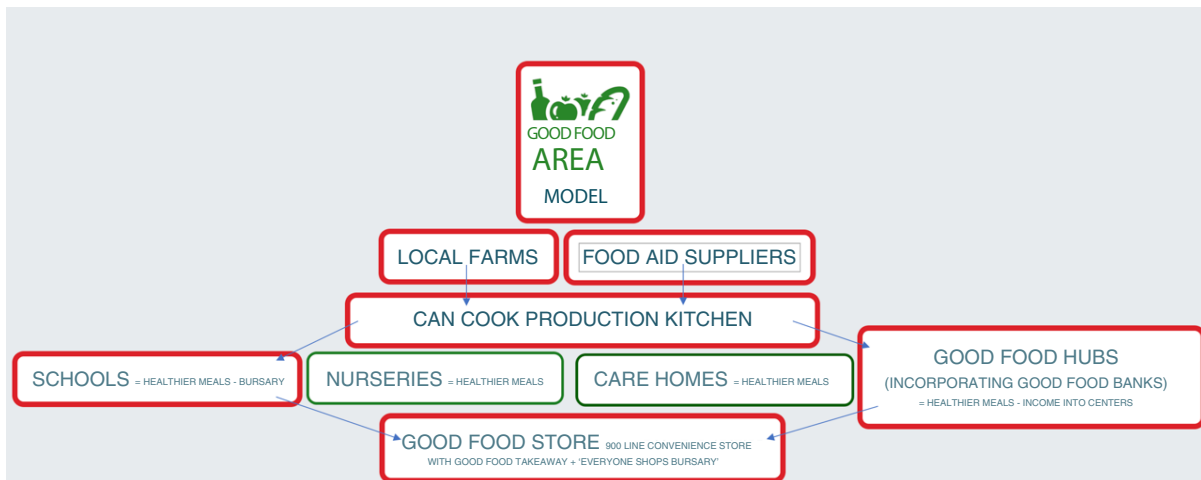 GOOD FOOD
AREA
MODEL
LOCAL FARMS
FOOD AID SUPPLIERS
CAN COOK PRODUCTION KITCHEN
SCHOOLS = HEALTHIER MEALS - BURSARY
NURSERIES = HEALTHIER MEALS
CARE HOMES = HEALTHIER MEALS
GOOD FOOD HUBS
(INCORPORATING GOOD FOOD BANKS)
= HEALTHIER MEALS - INCOME INTO CENTERS
GOOD FOOD STORE 900 LINE CONVENIENCE STORE
WITH GOOD FOOD TAKEAWAY + 'EVERYONE SHOPS BURSARY'